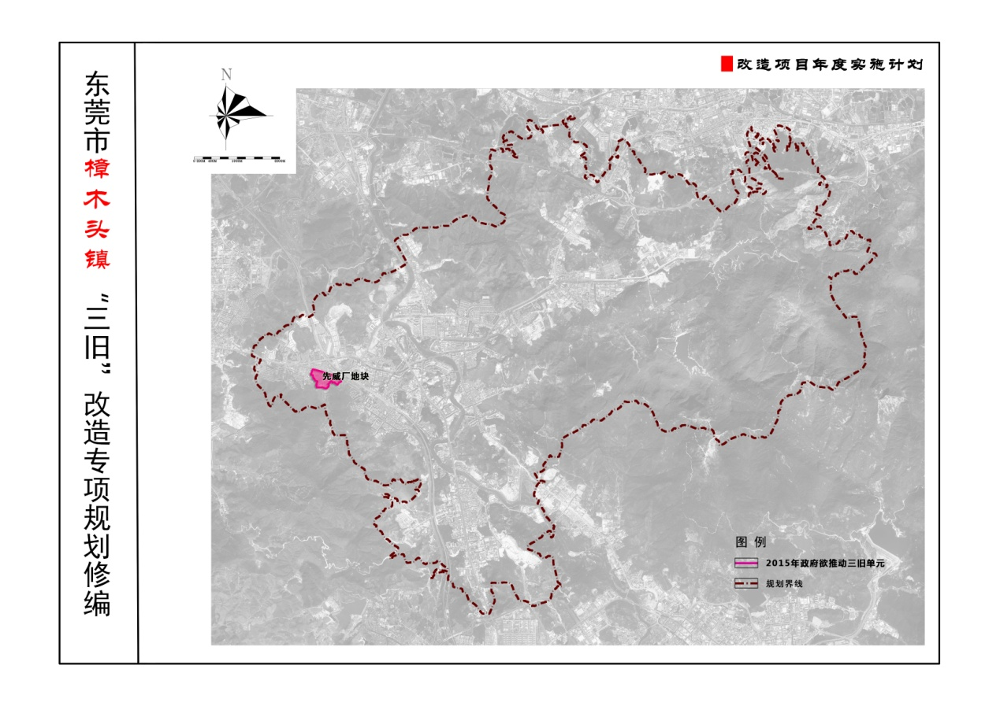 东莞市樟木头镇“三旧”改造专项规划修编
改造项目年度实施计划
N
先威厂地块
图 例
2015年政府欲推动三旧单元
规划界线